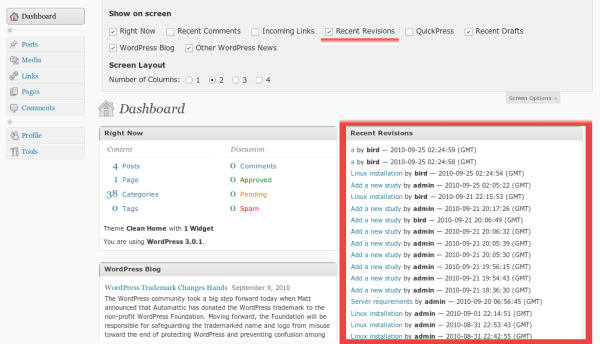 Dashboard
Posts
Media
Links
Pages
Comments
Profile
Tools
Show on screen
Right Now Recent Comments Incoming Links Recent Revisions QuickPress Recent Drafts
WordPress Blog Other WordPress News
Screen Layout
Number of Columns: 1 2 3 4
Screen Options
Dashboard
Right Now
Content Discussion
4 Posts 0 Comments
1 Page 0 Approved
38 Categories 0 Pending
0 Tags 0 Spam
Theme Clean Home with 1 Widget
You are using WordPress 3.0.1.
WordPress Blog
WordPress Trademark Changes Hands September 9, 2010
The WordPress community took a big step forward today when Matt
announced that Automattic has donated the WordPress trademark to the
non-profit WordPress Foundation. Moving forward, the Foundation will be
responsible for safeguarding the trademarked name and logo from misuse
toward the end of protecting WordPress and preventing confusion among
Recent Revisions
a by bird — 2010-09-25 02:24:59 (GMT)
a by bird — 2010-09-25 02:24:58 (GMT)
Linux installation by bird — 2010-09-25 02:24:54 (GMT)
Add a new study by admin — 2010-09-25 02:05:22 (GMT)
Linux installation by bird — 2010-09-21 22:15:53 (GMT)
Add a new study by admin — 2010-09-21 20:17:26 (GMT)
Add a new study by bird — 2010-09-21 20:06:49 (GMT)
Add a new study by admin — 2010-09-21 20:06:32 (GMT)
Add a new study by admin — 2010-09-21 20:05:39 (GMT)
Add a new study by admin — 2010-09-21 20:05:30 (GMT)
Add a new study by admin — 2010-09-21 19:56:15 (GMT)
Add a new study by admin — 2010-09-21 19:54:43 (GMT)
Add a new study by admin — 2010-09-21 18:36:30 (GMT)
Server requirements by admin — 2010-09-20 06:56:45 (GMT)
Linux installation by admin — 2010-09-01 22:14:51 (GMT)
Linux installation by admin — 2010-08-31 22:53:43 (GMT)
Linux installation by admin — 2010-08-31 22:42:55 (GMT)